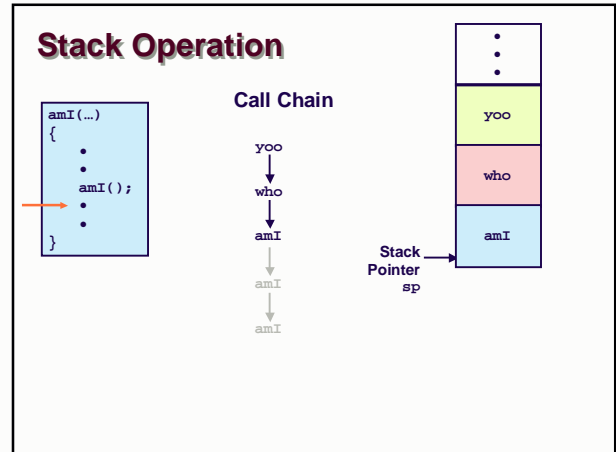 Stack Operation
amI(…)
{
•
•
amI();
•
•
}
Call Chain
yoo
who
amI
amI
amI
•
•
•
yoo
who
amI
Stack
Pointer
sp